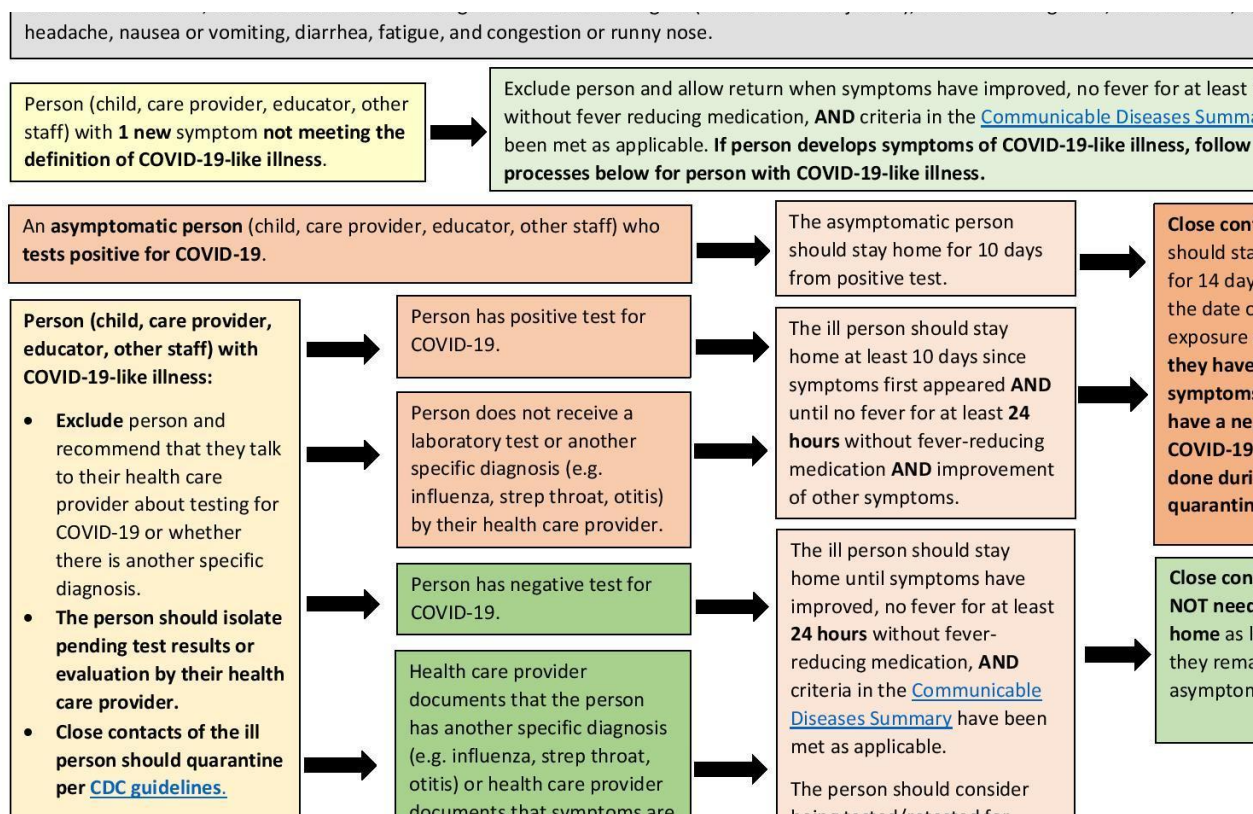 headache, nausea or vomiting, diarrhea, fatigue, and congestion or runny nose.
Person (child, care provider, educator, other
staff) with 1 new symptom not meeting the
definition of COVID-19-like illness.
Exclude person and allow return when symptoms have improved, no fever for at least
without fever reducing medication, AND criteria in the Communicable Diseases Summa
been met as applicable. If person develops symptoms of COVID-19-like illness, follow
processes below for person with COVID-19-like illness.
An asymptomatic person (child, care provider, educator, other staff) who
tests positive for COVID-19.
The asymptomatic person
should stay home for 10 days
from positive test.
Close con
should sta
for 14 day
the date o
exposure
they have
symptoms
have a ne
COVID-19
done duri
quarantin
Person (child, care provider,
educator, other staff) with
COVID-19-like illness:
• Exclude person and
recommend that they talk
to their health care
provider about testing for
COVID-19 or whether
there is another specific
diagnosis.
• The person should isolate
pending test results or
evaluation by their health
care provider.
• Close contacts of the ill
person should quarantine
per CDC guidelines.
Person has positive test for
COVID-19.
Person does not receive a
laboratory test or another
specific diagnosis (e.g.
influenza, strep throat, otitis)
by their health care provider.
The ill person should stay
home at least 10 days since
symptoms first appeared AND
until no fever for at least 24
hours without fever-reducing
medication AND improvement
of other symptoms.
Person has negative test for
COVID-19.
Health care provider
documents that the person
has another specific diagnosis
(e.g. influenza, strep throat,
otitis) or health care provider
documents that symptoms are
The ill person should stay
home until symptoms have
improved, no fever for at least
24 hours without fever-
reducing medication, AND
criteria in the Communicable
Diseases Summary have been
met as applicable.
The person should consider
being tested/retested for
Close con
NOT need
home as l
they rema
asymptom